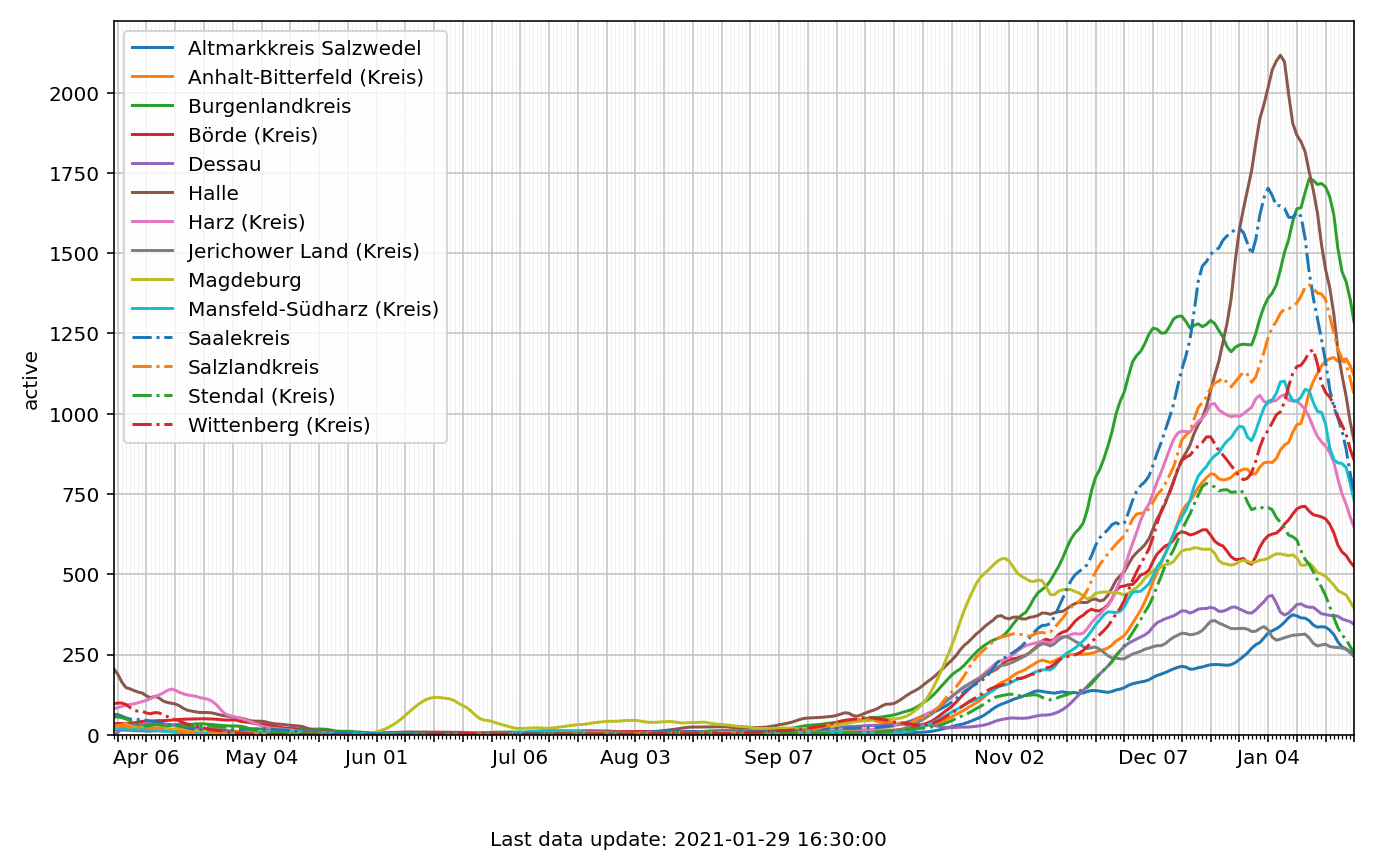 2000
1750
1500
1250
1000
750
500
250
0
active
Altmarkkreis Salzwedel
Anhalt-Bitterfeld (Kreis)
Burgenlandkreis
Börde (Kreis)
Dessau
Halle
Harz (Kreis)
Jerichower Land (Kreis)
Magdeburg
Mansfeld-Südharz (Kreis)
Saalekreis
Salzlandkreis
Stendal (Kreis)
Wittenberg (Kreis)
Apr 06 May 04 Jun 01 Jul 06 Aug 03 Sep 07 Oct 05 Nov 02 Dec 07 Jan 04
Last data update: 2021-01-29 16:30:00